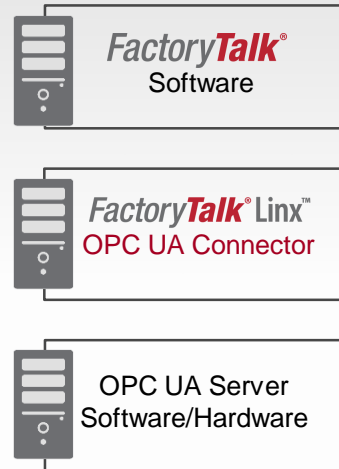 FactoryTalk®
Software
FactoryTalk® Linx™
OPC UA Connector
OPC UA Server
Software/Hardware